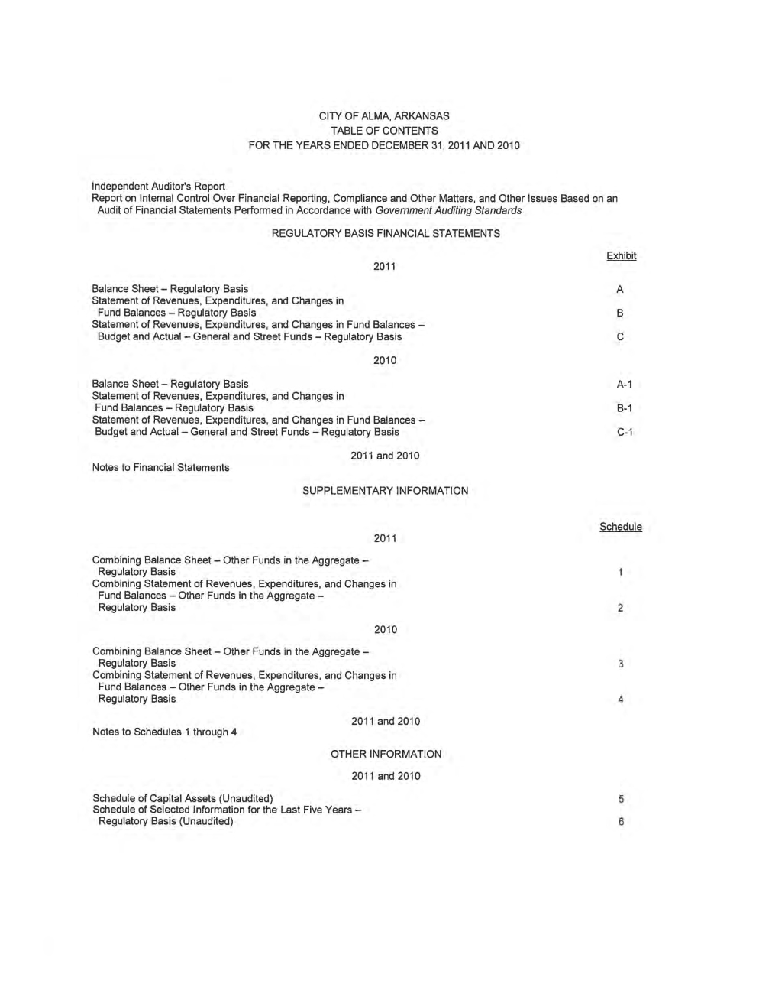 CITY OF ALMA, ARKANSAS
TABLE OF CONTENTS
FOR THE YEARS ENDED DECEMBER 31, 2011 AND 2010
Independent Auditor's Report
Report on Internal Control Over Financial Reporting, Compliance and Other Matters, and Other Issues Based on an
Audit of Financial Statements Performed in Accordance with Government Auditing Standards
REGULATORY BASIS FINANCIAL STATEMENTS
Exhibit
2011
Balance Sheet – Regulatory Basis A
Statement of Revenues, Expenditures, and Changes in
Fund Balances – Regulatory Basis B
Statement of Revenues, Expenditures, and Changes in Fund Balances –
Budget and Actual – General and Street Funds – Regulatory Basis C
2010
Balance Sheet – Regulatory Basis A-1
Statement of Revenues, Expenditures, and Changes in
Fund Balances – Regulatory Basis B-1
Statement of Revenues, Expenditures, and Changes in Fund Balances –
Budget and Actual – General and Street Funds – Regulatory Basis C-1
2011 and 2010
Notes to Financial Statements
SUPPLEMENTARY INFORMATION
Schedule
2011
Combining Balance Sheet – Other Funds in the Aggregate –
Regulatory Basis 1
Combining Statement of Revenues, Expenditures, and Changes in
Fund Balances – Other Funds in the Aggregate –
Regulatory Basis 2
2010
Combining Balance Sheet – Other Funds in the Aggregate –
Regulatory Basis 3
Combining Statement of Revenues, Expenditures, and Changes in
Fund Balances – Other Funds in the Aggregate –
Regulatory Basis 4
2011 and 2010
Notes to Schedules 1 through 4
OTHER INFORMATION
2011 and 2010
Schedule of Capital Assets (Unaudited) 5
Schedule of Selected Information for the Last Five Years –
Regulatory Basis (Unaudited) 6